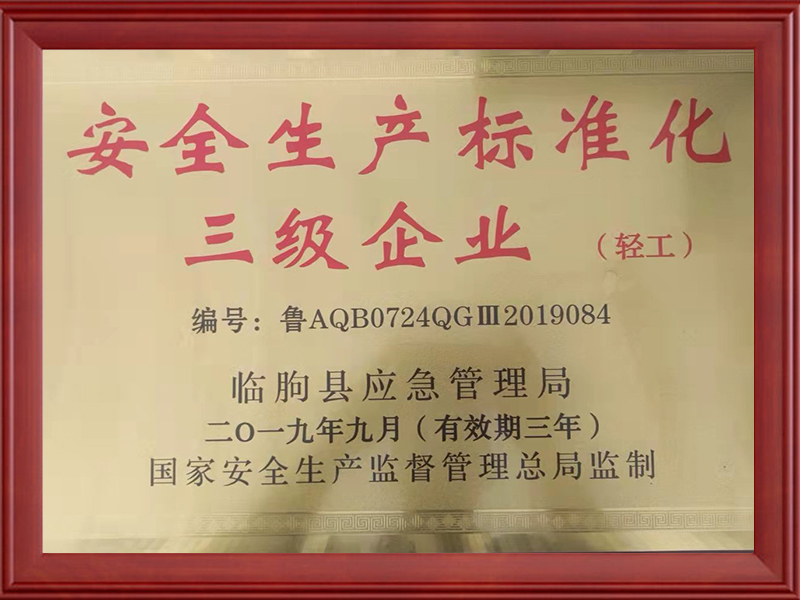 安全生产标准化
三级企业（轻工）
编号：鲁AQB0724QGⅢ2019084
临朐县应急管理局
二O一九年九月（有效期三年）
国家安全生产监督管理总局监制